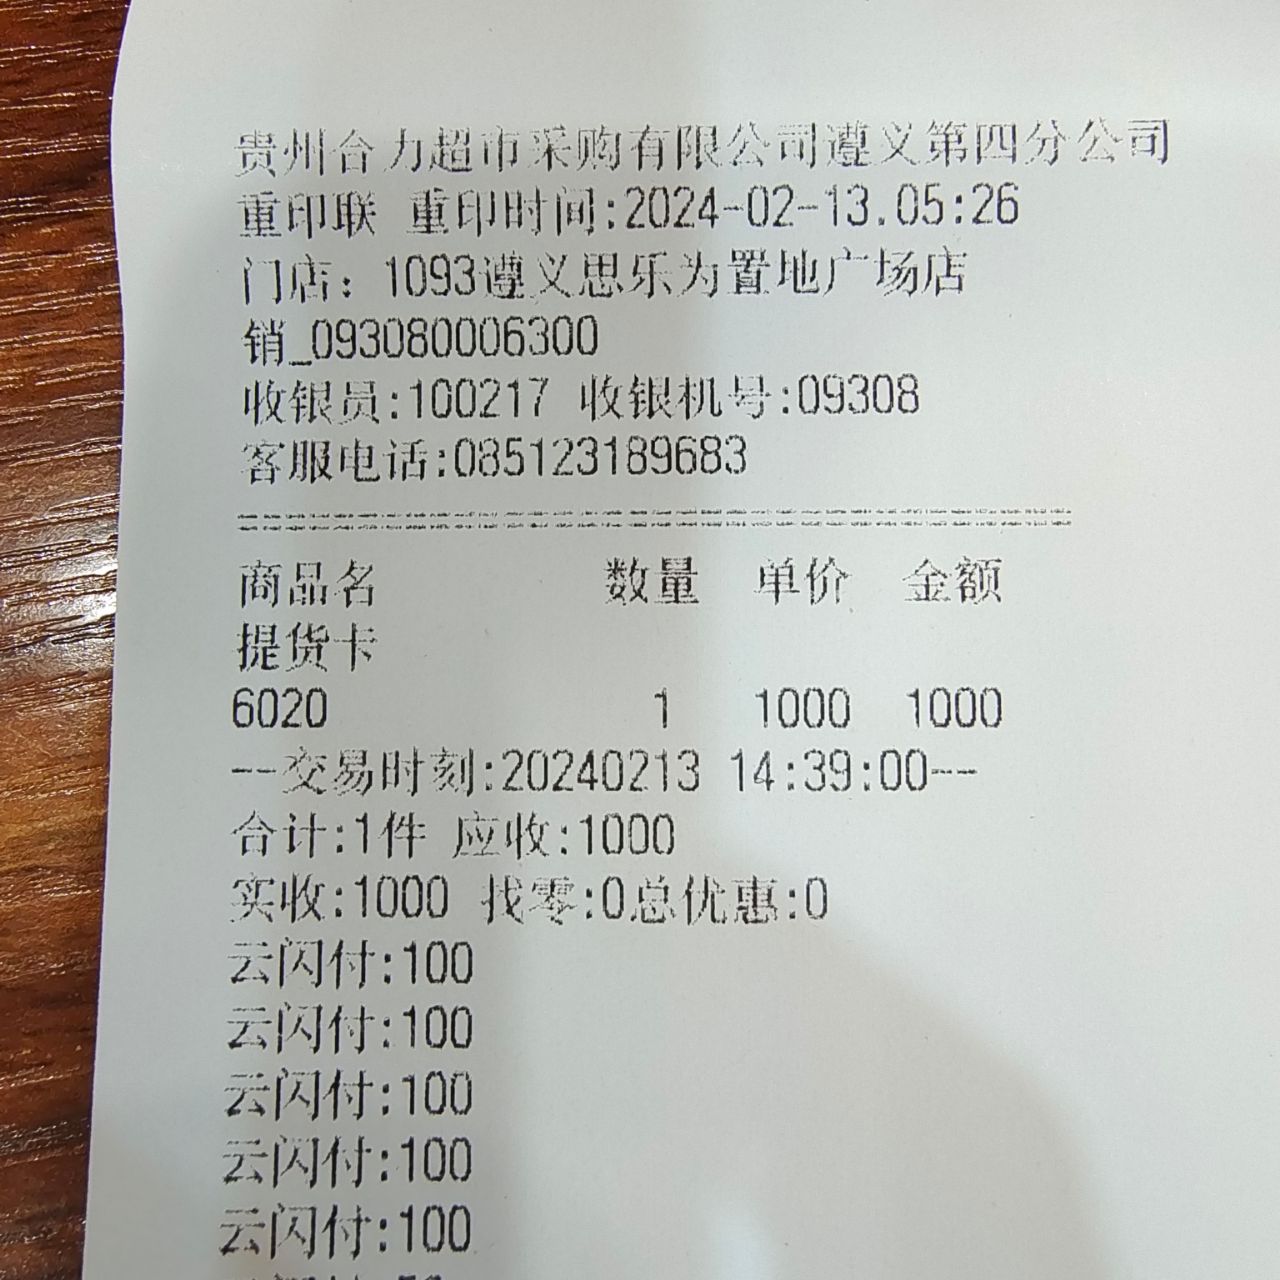 贵州合力超市采购有限公司遵义第四分公司
重印联 重印时间:2024-02-13.05:26
门店：1093遵义思乐为置地广场店
销_093080006300
收银员:100217 收银机号:09308
客服电话:085123189683
商品名 数量 单价 金额
提货卡
6020 1 1000 1000
--交易时刻:20240213 14:39:00--
合计:1件 应收:1000
实收:1000 找零:0总优惠:0
云闪付:100
云闪付:100
云闪付:100
云闪付:100
云闪付:100